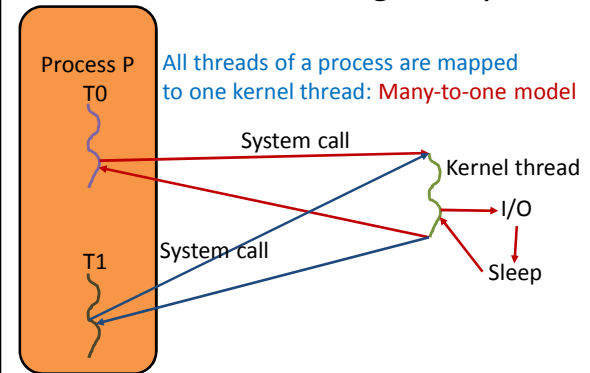 Process P
T0
All threads of a process are mapped
to one kernel thread: Many-to-one model
System call
Kernel thread
I/O
System call
T1
Sleep